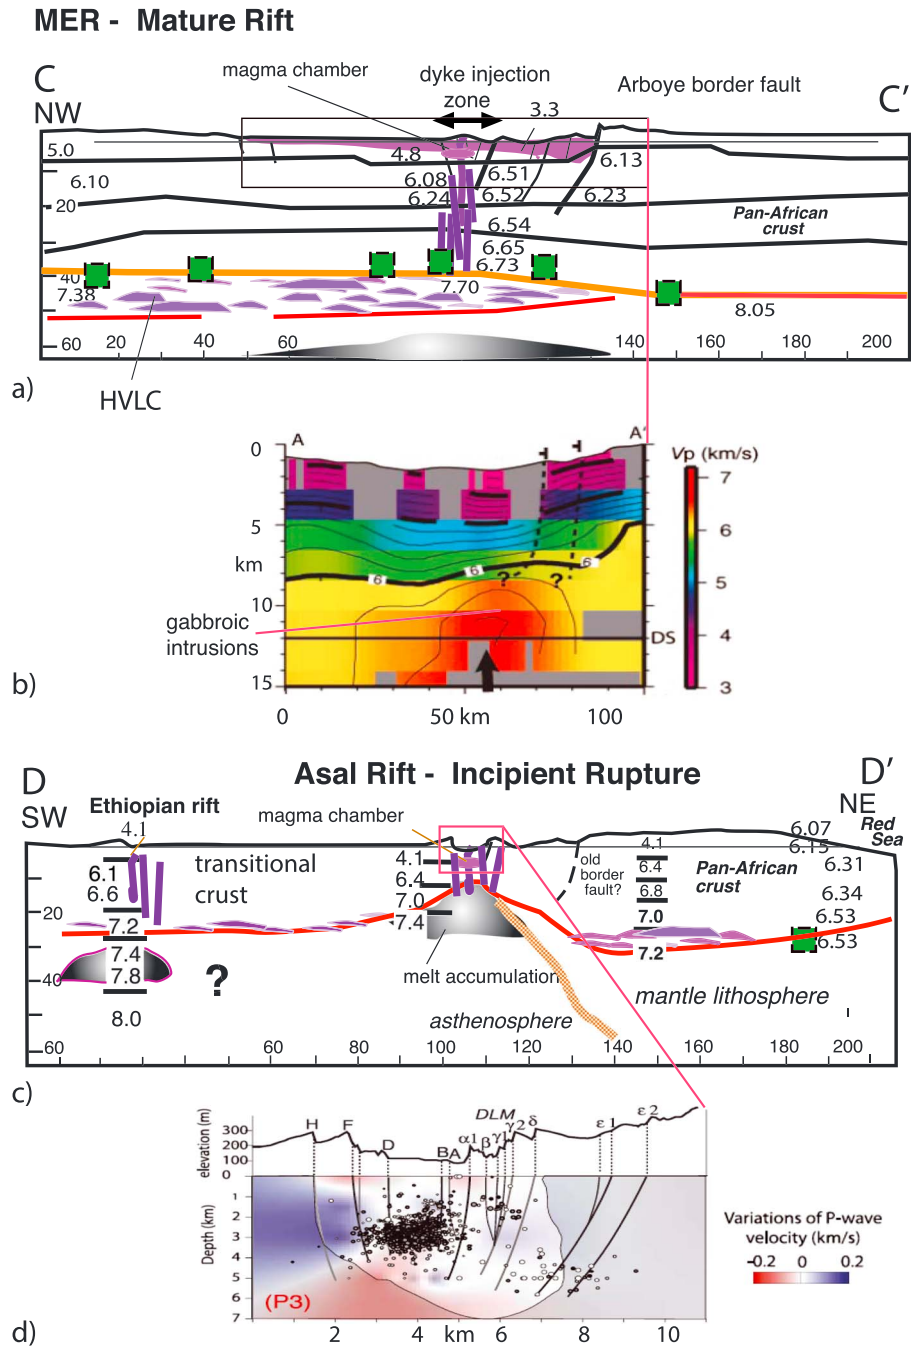 MER - Mature Rift
C
NW
magma chamber
dyke injection
zone
Arboye border fault
C'
3.3
5.0
4.8
6.13
6.10
6.08
6.51
6.24
6.52
6.23
20
Pan-African
crust
6.54
6.65
6.73
40
7.38
7.70
8.05
60 20 40 60 140 160 180 200
a)
HVLC
0
A
A'
Vp (km/s)
7
6
5
4
3
5
km
6
6
6
? ?
10
gabbroic
intrusions
DS
15
b)
0 50 km 100
D
SW
Asal Rift - Incipient Rupture
D'
NE
Ethiopian rift
magma chamber
Red
Sea
4.1
6.07
6.15
4.1
4.1
6.31
transitional
crust
old
border
fault?
Pan-African
crust
6.1
6.4
6.4
6.6
6.8
6.34
7.0
7.0
20
7.2
7.4
6.53
7.2
6.53
7.4
7.8
40
?
melt accumulation
mantle lithosphere
8.0
asthenosphere
60 60 80 100 120 140 160 180 200
c)
elevation (m)
300
200
100
0
H F D B A α1 β γ1 γ2 δ ε1 ε2
DLM
Depth (km)
1
2
3
4
5
6
7
(P3)
Variations of P-wave
velocity (km/s)
-0.2 0 0.2
d)
2 4 km 6 8 10